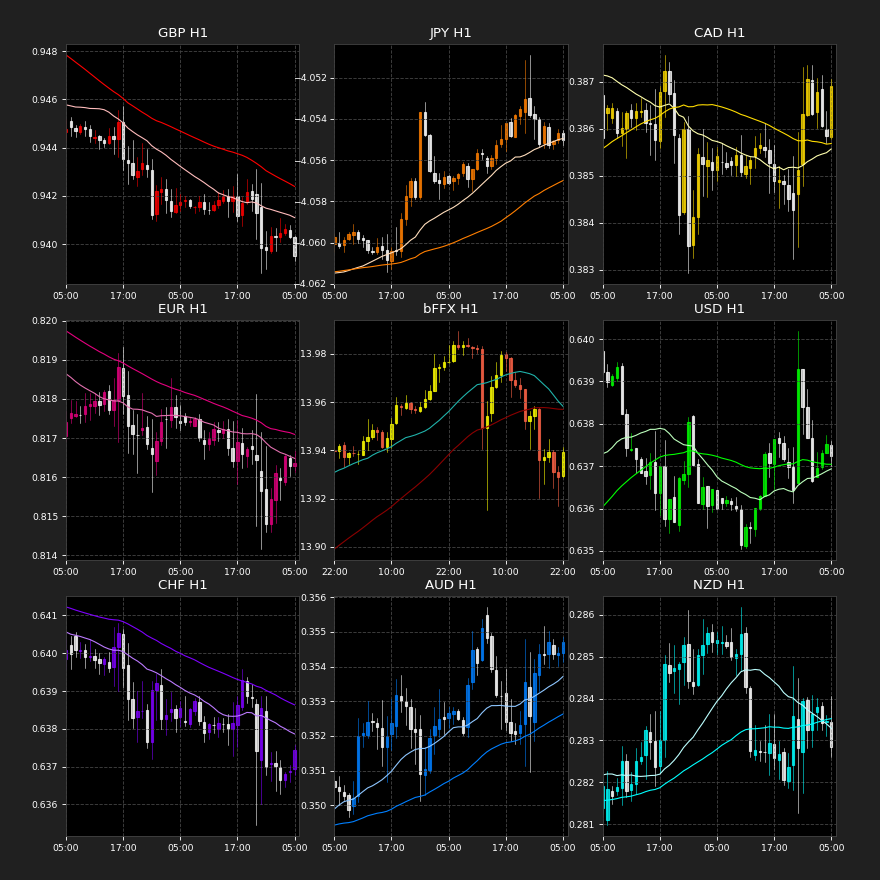 GBP H1
0.948
0.946
0.944
0.942
0.940
05:00 17:00 05:00 17:00 05:00
JPY H1
−4.052
−4.054
−4.056
−4.058
−4.060
−4.062
05:00 17:00 05:00 17:00 05:00
CAD H1
0.387
0.386
0.385
0.384
0.383
05:00 17:00 05:00 17:00 05:00
EUR H1
0.820
0.819
0.818
0.817
0.816
0.815
0.814
05:00 17:00 05:00 17:00 05:00
bFFX H1
13.98
13.96
13.94
13.92
13.90
22:00 10:00 22:00 10:00 22:00
USD H1
0.640
0.639
0.638
0.637
0.636
0.635
05:00 17:00 05:00 17:00 05:00
CHF H1
0.641
0.640
0.639
0.638
0.637
0.636
05:00 17:00 05:00 17:00 05:00
AUD H1
0.356
0.355
0.354
0.353
0.352
0.351
0.350
05:00 17:00 05:00 17:00 05:00
NZD H1
0.286
0.285
0.284
0.283
0.282
0.281
05:00 17:00 05:00 17:00 05:00